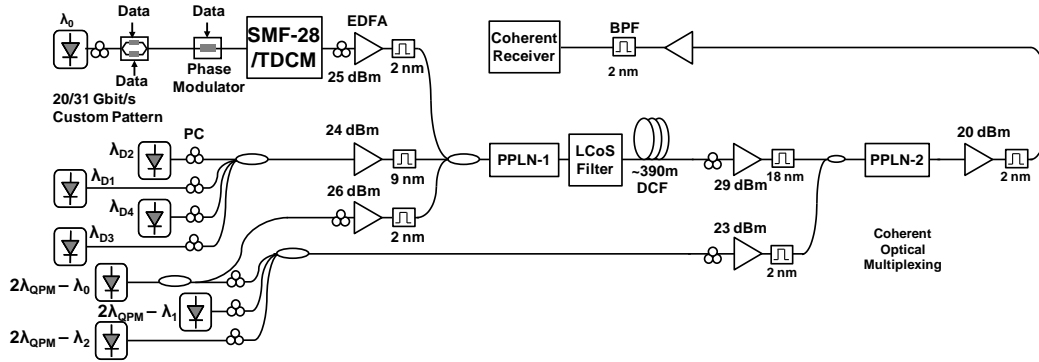 λ0
Data
Data
Data
Data
20/31 Gbit/s
Custom Pattern
Phase
Modulator
SMF-28
/TDCM
EDFA
25 dBm
2 nm
Coherent
Receiver
BPF
2 nm
PC
λD2
λD1
λD4
λD3
24 dBm
9 nm
26 dBm
2 nm
PPLN-1
LCoS
Filter
~390m
DCF
29 dBm
18 nm
23 dBm
2 nm
PPLN-2
20 dBm
2 nm
Coherent
Optical
Multiplexing
2λQPM – λ0
2λQPM – λ1
2λQPM – λ2